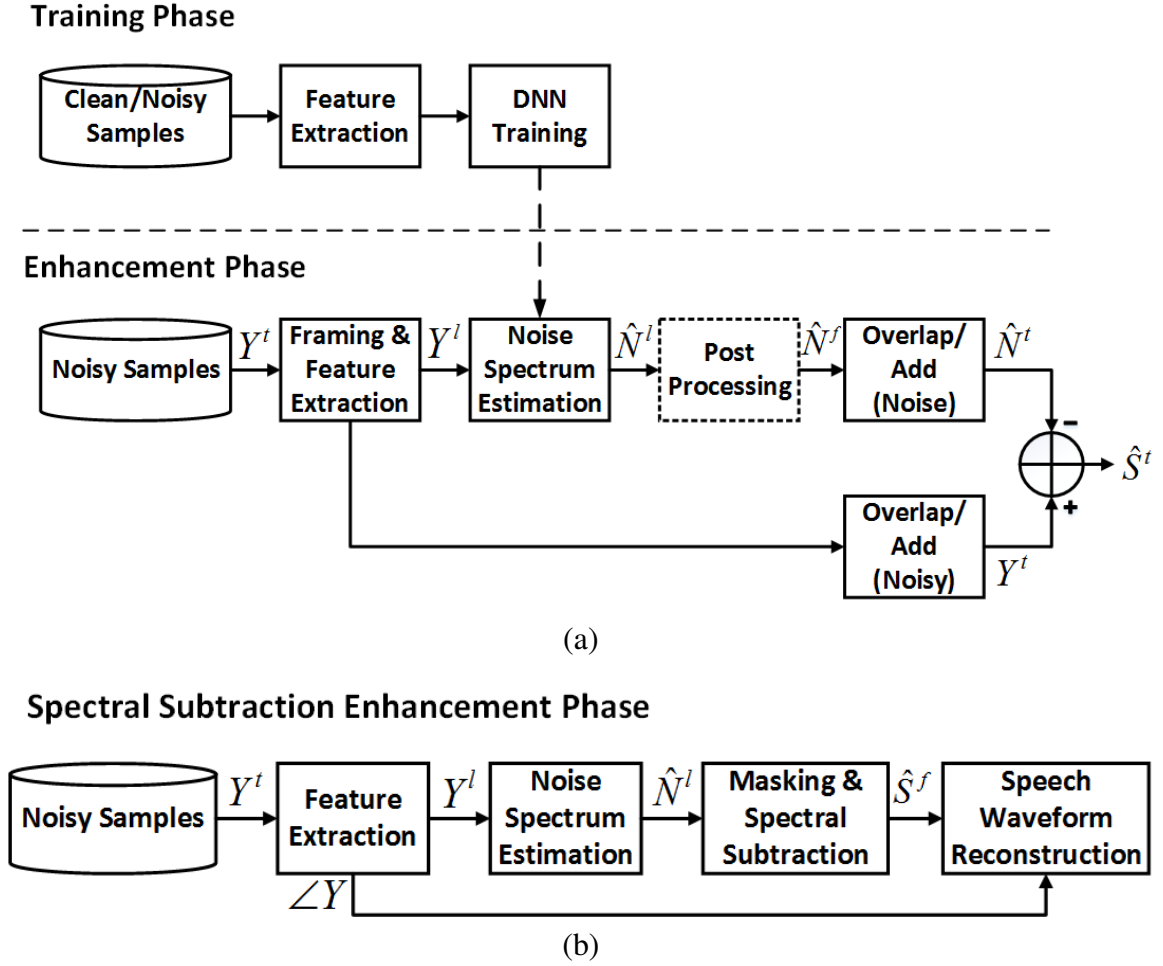 Training Phase
Clean/Noisy
Samples
Feature
Extraction
DNN
Training
Enhancement Phase
Noisy Samples
Y^t
Framing &
Feature
Extraction
Y^l
Noise
Spectrum
Estimation
N̂^l
Post
Processing
N̂^f
Overlap/
Add
(Noise)
N̂^t
-
Ŝ^t
+
Overlap/
Add
(Noisy)
Y^t
(a)
Spectral Subtraction Enhancement Phase
Noisy Samples
Y^t
Feature
Extraction
∠Y
Y^l
Noise
Spectrum
Estimation
N̂^l
Masking &
Spectral
Subtraction
Ŝ^f
Speech
Waveform
Reconstruction
(b)